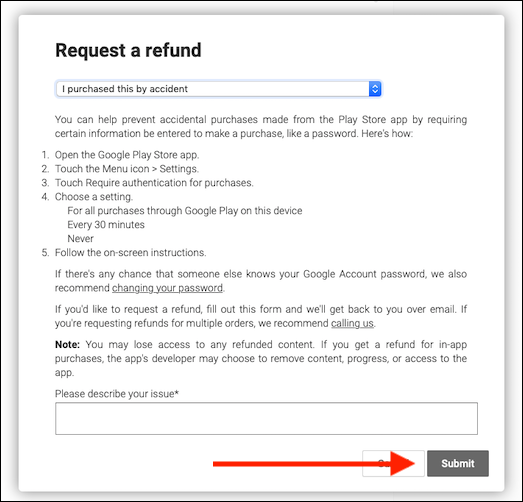 Request a refund
I purchased this by accident
You can help prevent accidental purchases made from the Play Store app by requiring
certain information be entered to make a purchase, like a password. Here's how:
1. Open the Google Play Store app.
2. Touch the Menu icon > Settings.
3. Touch Require authentication for purchases.
4. Choose a setting.
For all purchases through Google Play on this device
Every 30 minutes
Never
5. Follow the on-screen instructions.
If there's any chance that someone else knows your Google Account password, we also
recommend changing your password.
If you'd like to request a refund, fill out this form and we'll get back to you over email. If
you're requesting refunds for multiple orders, we recommend calling us.
Note: You may lose access to any refunded content. If you get a refund for in-app
purchases, the app's developer may choose to remove content, progress, or access to the
app.
Please describe your issue*
Submit